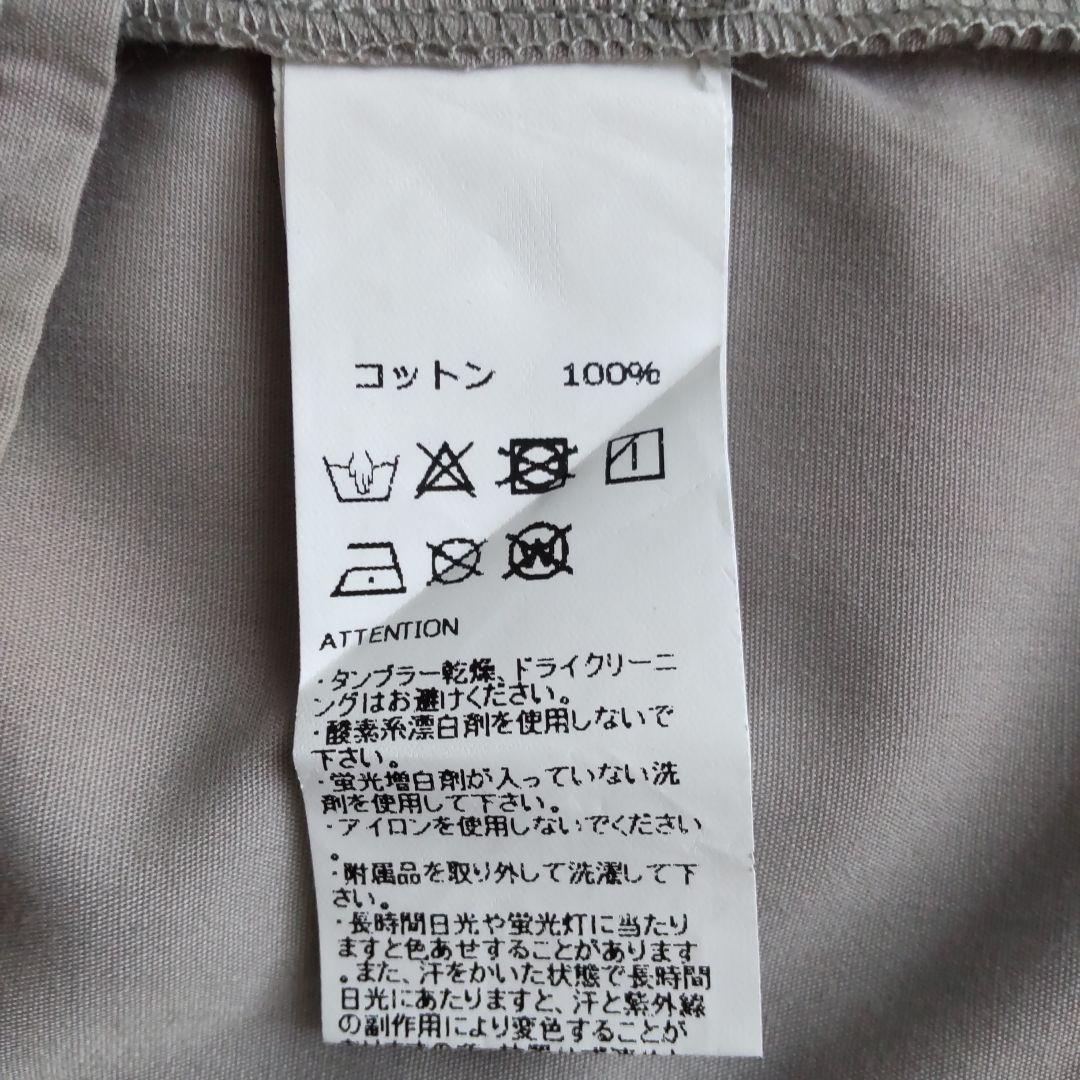 コットン 100%
ATTENTION
・タンブラー乾燥、ドライクリーニ
ングはお避けください。
・酸素系漂白剤を使用しないで
下さい。
・蛍光増白剤が入っていない洗
剤を使用して下さい。
・アイロンを使用しないでください
。
・附属品を取り外して洗濯して下
さい。
・長時間日光や蛍光灯に当たり
ますと色あせすることがあります
。また、汗をかいた状態で長時間
日光にあたりますと、汗と紫外線
の副作用により変色することが